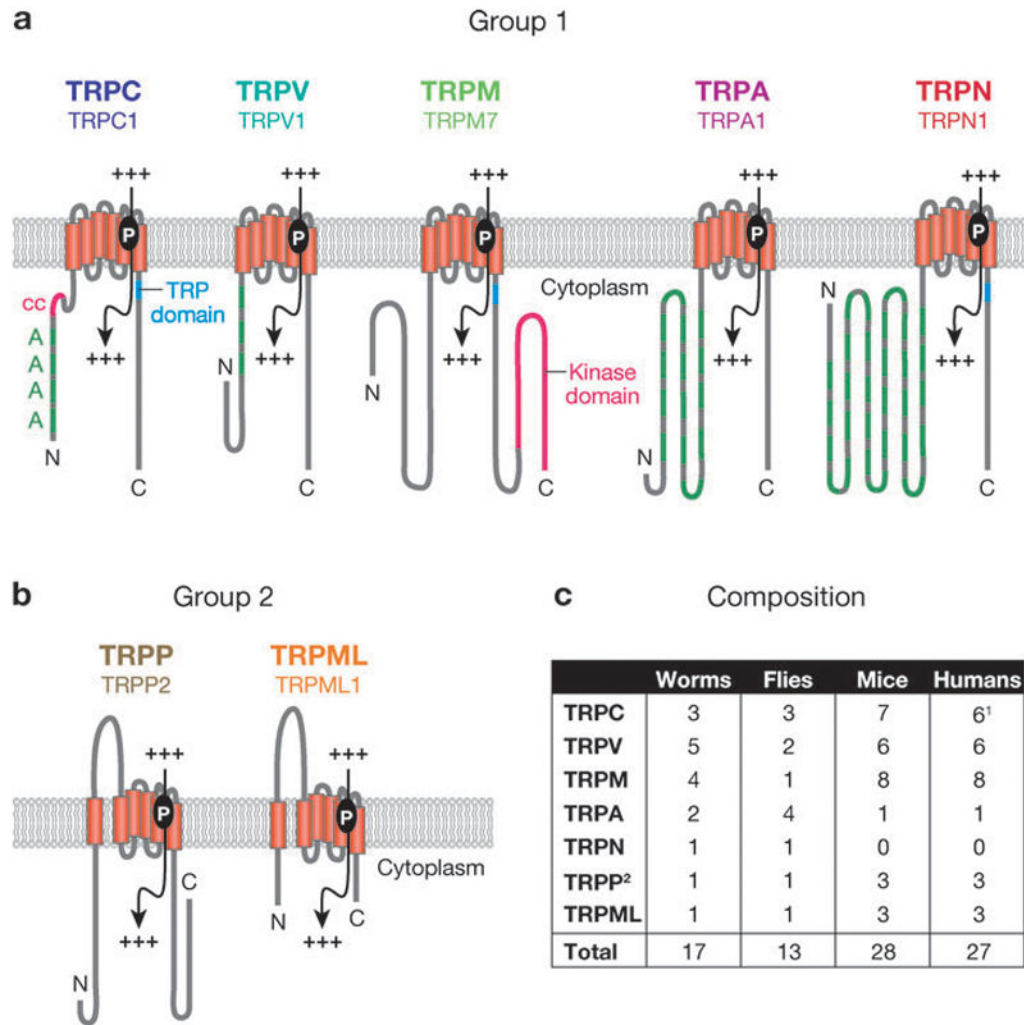 a Group 1
TRPC TRPV TRPM TRPA TRPN
TRPC1 TRPV1 TRPM7 TRPA1 TRPN1
+++ +++ +++ +++ +++
P P P P P
cc TRP domain Cytoplasm N
A
A
A
A
+++ +++ +++ +++ +++
N N Kinase domain
N N
C C C C C
b Group 2
TRPP TRPML
TRPP2 TRPML1
+++ +++
P P
Cytoplasm
C N C
+++ +++
N
c Composition
Worms Flies Mice Humans
TRPC 3 3 7 6¹
TRPV 5 2 6 6
TRPM 4 1 8 8
TRPA 2 4 1 1
TRPN 1 1 0 0
TRPP² 1 1 3 3
TRPML 1 1 3 3
Total 17 13 28 27